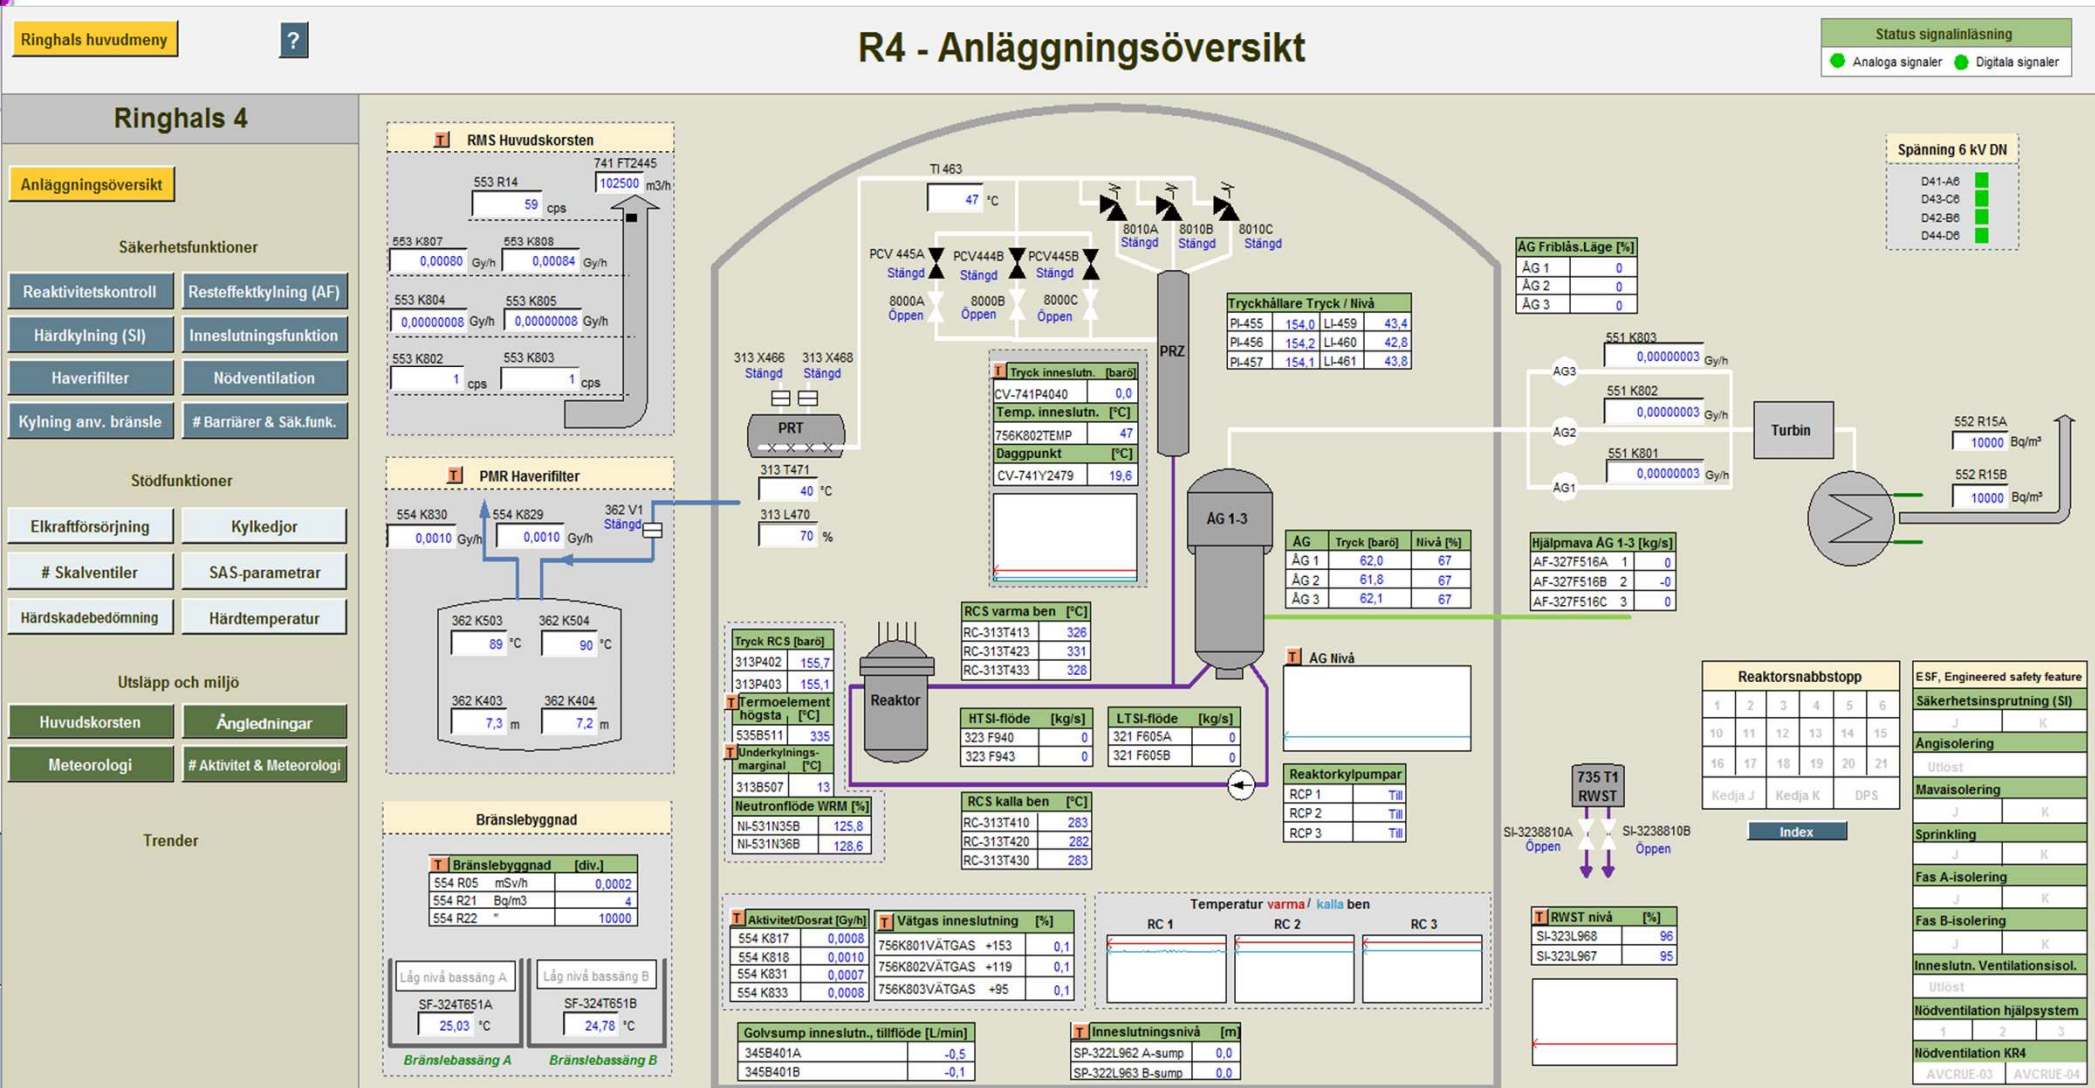 Ringhals huvudmeny
?
R4 - Anläggningsöversikt
Status signalinläsning
Analoga signaler Digitala signaler
Ringhals 4
Anläggningsöversikt
Säkerhetsfunktioner
Reaktivitetskontroll Resteffektkylning (AF)
Härdkylning (SI) Inneslutningsfunktion
Haverifilter Nödventilation
Kylning anv. bränsle # Barriärer & Säk.funk.
Stödfunktioner
Elkraftförsörjning Kylkedjor
# Skalventiler SAS-parametrar
Härdskadebedömning Härdtemperatur
Utsläpp och miljö
Huvudskorsten Ångledningar
Meteorologi # Aktivitet & Meteorologi
Trender
T RMS Huvudskorsten
741 FT2445
102500 m3/h
553 R14
59 cps
553 K807 553 K808
0,00080 Gy/h 0,00084 Gy/h
553 K804 553 K805
0,00000008 Gy/h 0,00000008 Gy/h
553 K802 553 K803
1 cps 1 cps
T PMR Haverifilter
554 K830 554 K829
0,0010 Gy/h 0,0010 Gy/h
362 V1
Stängd
362 K503 362 K504
89 °C 90 °C
362 K403 362 K404
7,3 m 7,2 m
Bränslebyggnad
T Bränslebyggnad [div.]
554 R05 mSv/h 0,0002
554 R21 Bq/m3 4
554 R22 " 10000
Låg nivå bassäng A Låg nivå bassäng B
SF-324T651A SF-324T651B
25,03 °C 24,78 °C
Bränslebassäng A Bränslebassäng B
TI 463
47 °C
8010A 8010B 8010C
Stängd Stängd Stängd
PCV 445A PCV444B PCV445B
Stängd Stängd Stängd
8000A 8000B 8000C
Öppen Öppen Öppen
313 X466 313 X468
Stängd Stängd
PRT
313 T471
40 °C
313 L470
70 %
PRZ
Tryckhållare Tryck / Nivå
PI-455 154,0 LI-459 43,4
PI-456 154,2 LI-460 42,8
PI-457 154,1 LI-461 43,8
T Tryck inneslutn. [barö]
CV-741P4040 0,0
Temp. inneslutn. [°C]
756K802TEMP 47
Daggpunkt [°C]
CV-741Y2479 19,6
ÅG 1-3
ÅG Tryck [barö] Nivå [%]
ÅG 1 62,0 67
ÅG 2 61,8 67
ÅG 3 62,1 67
RCS varma ben [°C]
RC-313T413 326
RC-313T423 331
RC-313T433 328
Tryck RCS [barö]
313P402 155,7
313P403 155,1
T Termoelement
högsta [°C]
535B511 335
T Underkylnings-
marginal [°C]
313B507 13
Neutronflöde WRM [%]
NI-531N35B 125,8
NI-531N36B 128,6
Reaktor
HTSI-flöde [kg/s]
323 F940 0
323 F943 0
LTSI-flöde [kg/s]
321 F605A 0
321 F605B 0
T ÅG Nivå
RCS kalla ben [°C]
RC-313T410 283
RC-313T420 282
RC-313T430 283
Reaktorkylpumpar
RCP 1 Till
RCP 2 Till
RCP 3 Till
T Aktivitet/Dosrat [Gy/h]
554 K817 0,0008
554 K818 0,0010
554 K831 0,0007
554 K833 0,0008
T Vätgas inneslutning [%]
756K801VÄTGAS +153 0,1
756K802VÄTGAS +119 0,1
756K803VÄTGAS +95 0,1
Temperatur varma / kalla ben
RC 1 RC 2 RC 3
Golvsump inneslutn., tillflöde [L/min]
345B401A -0,5
345B401B -0,1
T Inneslutningsnivå [m]
SP-322L962 A-sump 0,0
SP-322L963 B-sump 0,0
Spänning 6 kV DN
D41-A6
D43-C6
D42-B6
D44-D6
ÅG Friblås.Läge [%]
ÅG 1 0
ÅG 2 0
ÅG 3 0
551 K803
0,00000003 Gy/h
ÅG3
551 K802
0,00000003 Gy/h
ÅG2
551 K801
0,00000003 Gy/h
ÅG1
Turbin
552 R15A
10000 Bq/m³
552 R15B
10000 Bq/m³
Hjälpmava ÅG 1-3 [kg/s]
AF-327F516A 1 0
AF-327F516B 2 -0
AF-327F516C 3 0
Reaktorsnabbstopp
1 2 3 4 5 6
10 11 12 13 14 15
16 17 18 19 20 21
Kedja J Kedja K DPS
Index
735 T1
RWST
SI-3238810A SI-3238810B
Öppen Öppen
T RWST nivå [%]
SI-323L968 96
SI-323L967 95
ESF, Engineered safety feature
Säkerhetsinsprutning (SI)
J K
Ångisolering
Utlöst
Mavaisolering
J K
Sprinkling
J K
Fas A-isolering
J K
Fas B-isolering
J K
Inneslutn. Ventilationsisol.
Utlöst
Nödventilation hjälpsystem
1 2 3
Nödventilation KR4
AVCRUE-03 AVCRUE-04